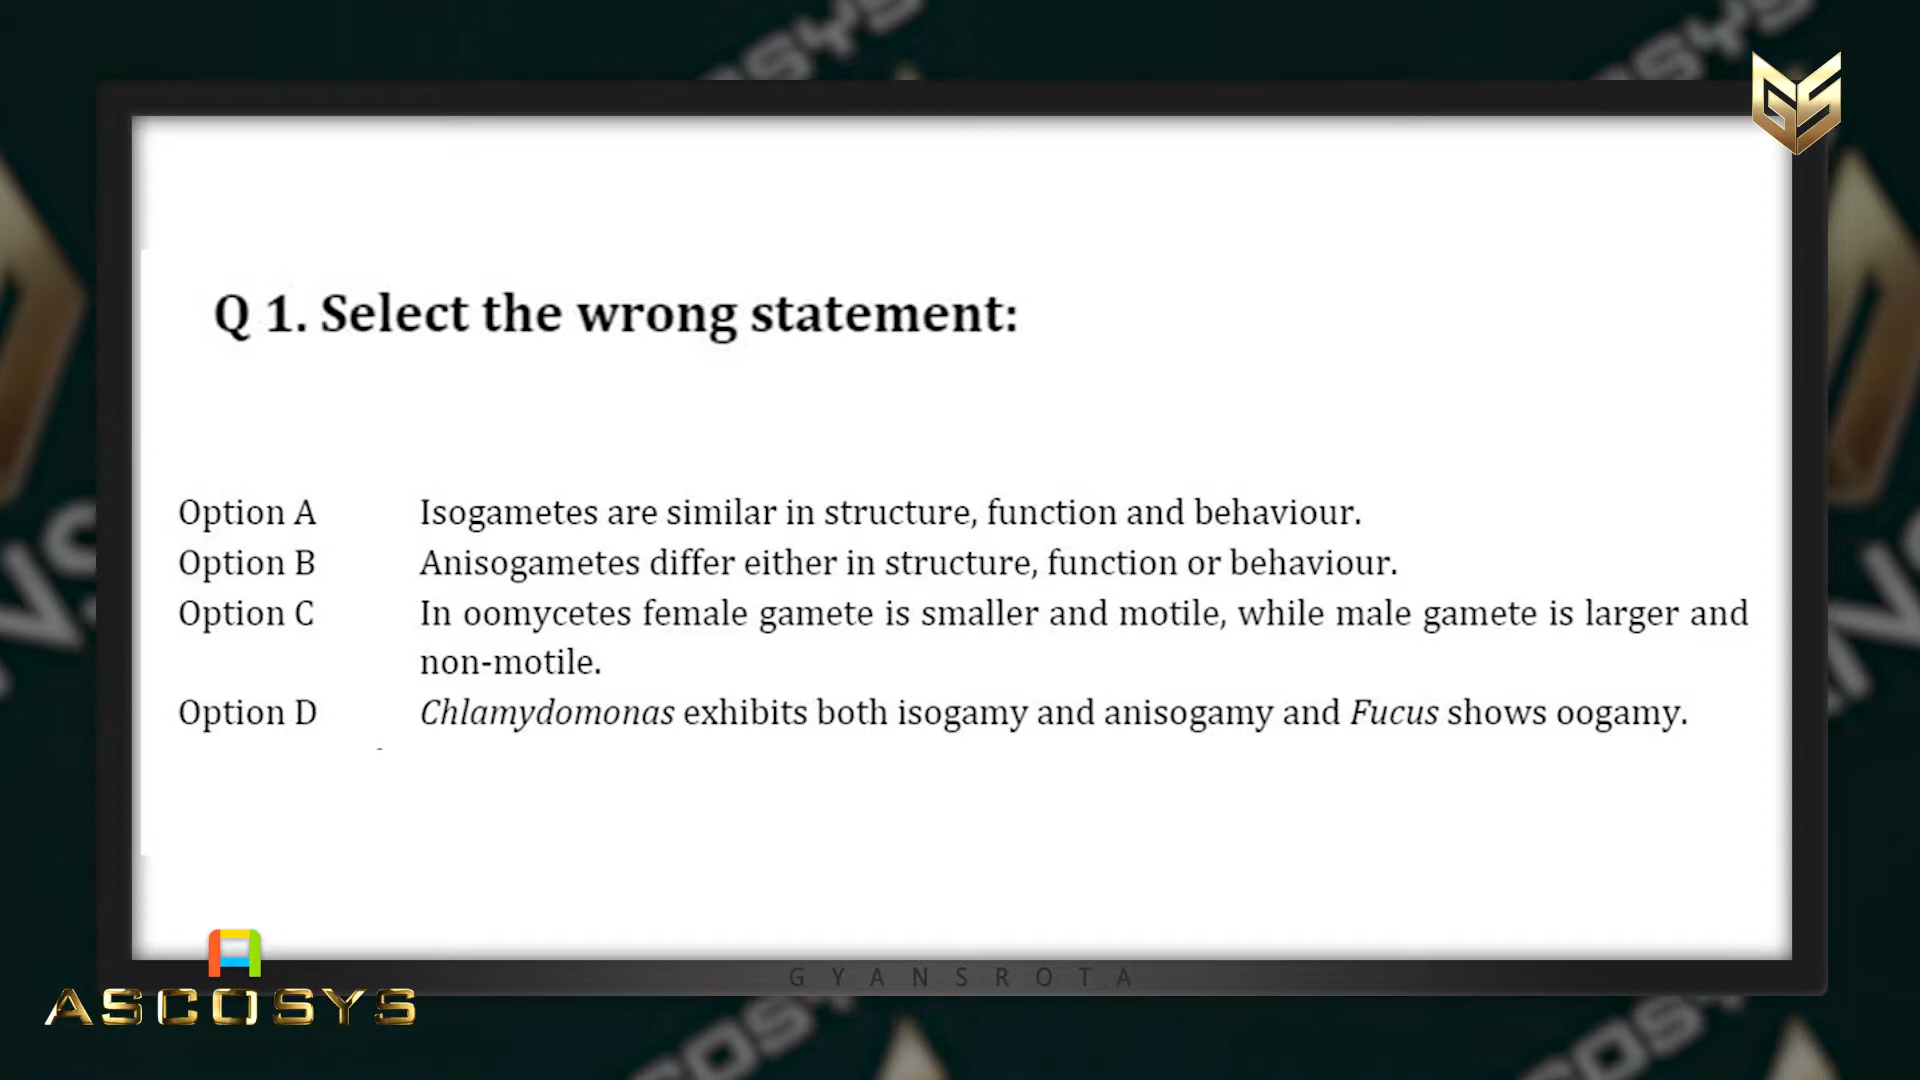 GS
Q 1. Select the wrong statement:
Option A Isogametes are similar in structure, function and behaviour.
Option B Anisogametes differ either in structure, function or behaviour.
Option C In oomycetes female gamete is smaller and motile, while male gamete is larger and
non-motile.
Option D Chlamydomonas exhibits both isogamy and anisogamy and Fucus shows oogamy.
GYANSROTA
ASCOSYS